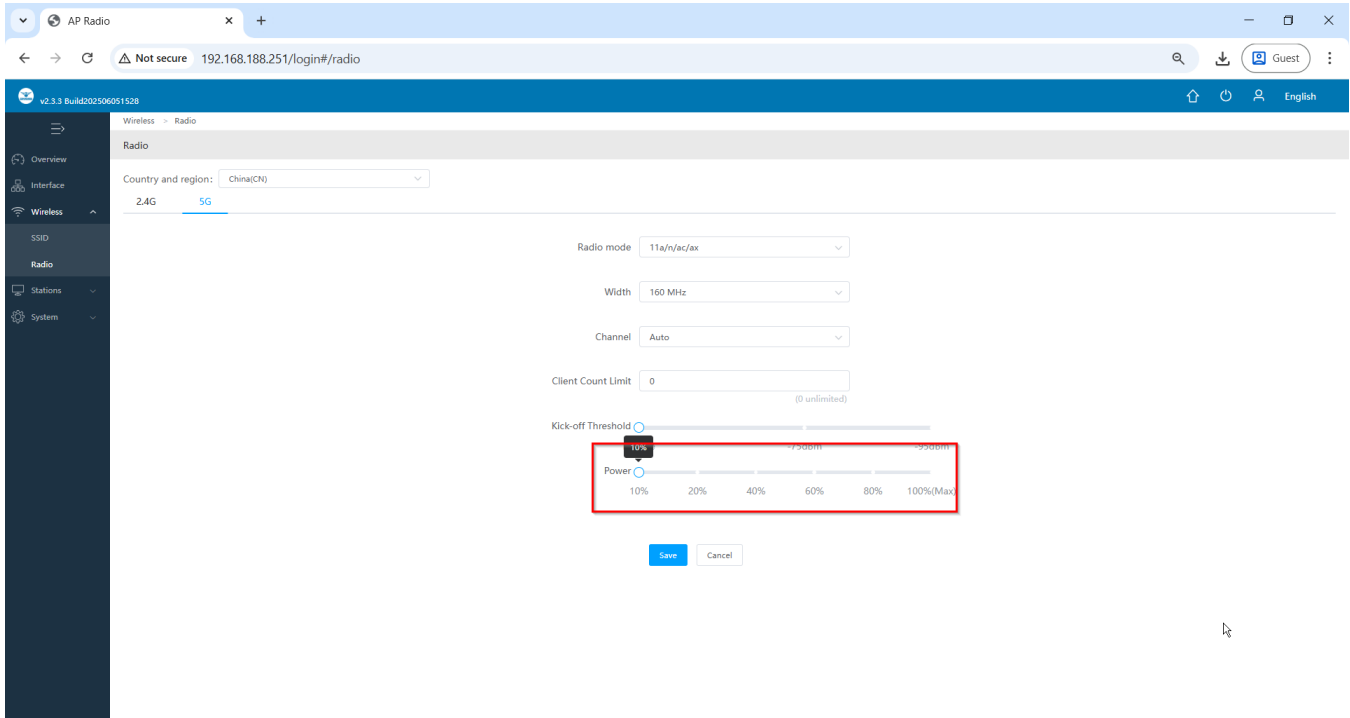 AP Radio
Not secure 192.168.188.251/login#/radio
Guest
v2.3.3 Build202506051528
English
Wireless > Radio
Radio
Overview
Country and region: China(CN)
Interface
2.4G 5G
Wireless
SSID
Radio mode 11a/n/ac/ax
Radio
Stations
Width 160 MHz
System
Channel Auto
Client Count Limit 0
(0 unlimited)
Kick-off Threshold
10% -75dBm -95dBm
Power
10% 20% 40% 60% 80% 100%(Max)
Save Cancel